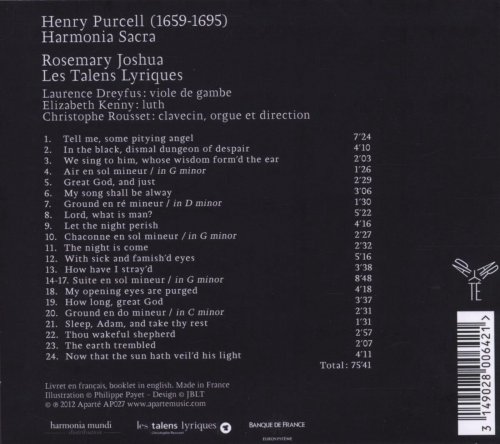 Henry Purcell (1659-1695)
Harmonia Sacra
Rosemary Joshua
Les Talens Lyriques
Laurence Dreyfus: viole de gambe
Elizabeth Kenny: luth
Christophe Rousset: clavecin, orgue et direction
1. Tell me, some pitying angel 7'24
2. In the black, dismal dungeon of despair 4'10
3. We sing to him, whose wisdom form'd the ear 2'03
4. Air en sol mineur / in G minor 1'26
5. Great God, and just 2'29
6. My song shall be alway 3'06
7. Ground en ré mineur / in D minor 1'30
8. Lord, what is man? 5'22
9. Let the night perish 4'16
10. Chaconne en sol mineur / in G minor 2'27
11. The night is come 2'32
12. With sick and famish'd eyes 5'16
13. How have I stray'd 3'38
14-17. Suite en sol mineur / in G minor 8'48
18. My opening eyes are purged 4'18
19. How long, great God 3'37
20. Ground en do mineur / in C minor 2'31
21. Sleep, Adam, and take thy rest 1'31
22. Thou wakeful shepherd 2'57
23. The earth trembled 2'07
24. Now that the sun hath veil'd his light 4'11
Total: 75'41
Livret en français, booklet in english. Made in France
Illustration © Philippe Payet - Design © JBLT
℗ © 2012 Aparté AP027 www.apartemusic.com
harmonia mundi
distribution
les talens lyriques
Christophe Rousset
BANQUE DE FRANCE
EUROSYSTÈME
AP
AR
TE
3 149028 006421